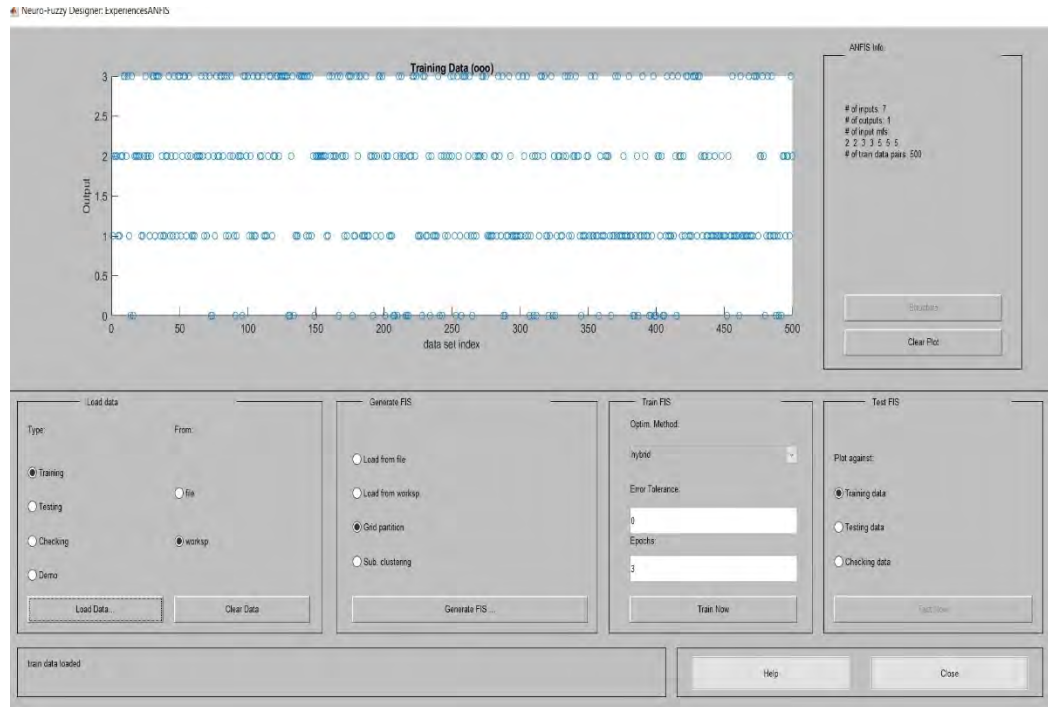 Neuro-Fuzzy Designer: ExperiencesANFIS
Training Data (ooo)
3
2.5
2
1.5
1
0.5
0
Output
0
50
100
150
200
250
300
350
400
450
500
data set index
ANFIS Info.
# of inputs: 7
# of outputs: 1
# of input mfs:
2 2 3 3 5 5 5
# of train data pairs: 500
Structure
Clear Plot
Load data
Type:
From:
Training
Testing
Checking
Demo
file
worksp.
Load Data...
Clear Data
Generate FIS
Load from file
Load from worksp.
Grid partition
Sub. clustering
Generate FIS ...
Train FIS
Optim. Method:
hybrid
Error Tolerance:
0
Epochs:
3
Train Now
Test FIS
Plot against:
Training data
Testing data
Checking data
Test Now
train data loaded
Help
Close